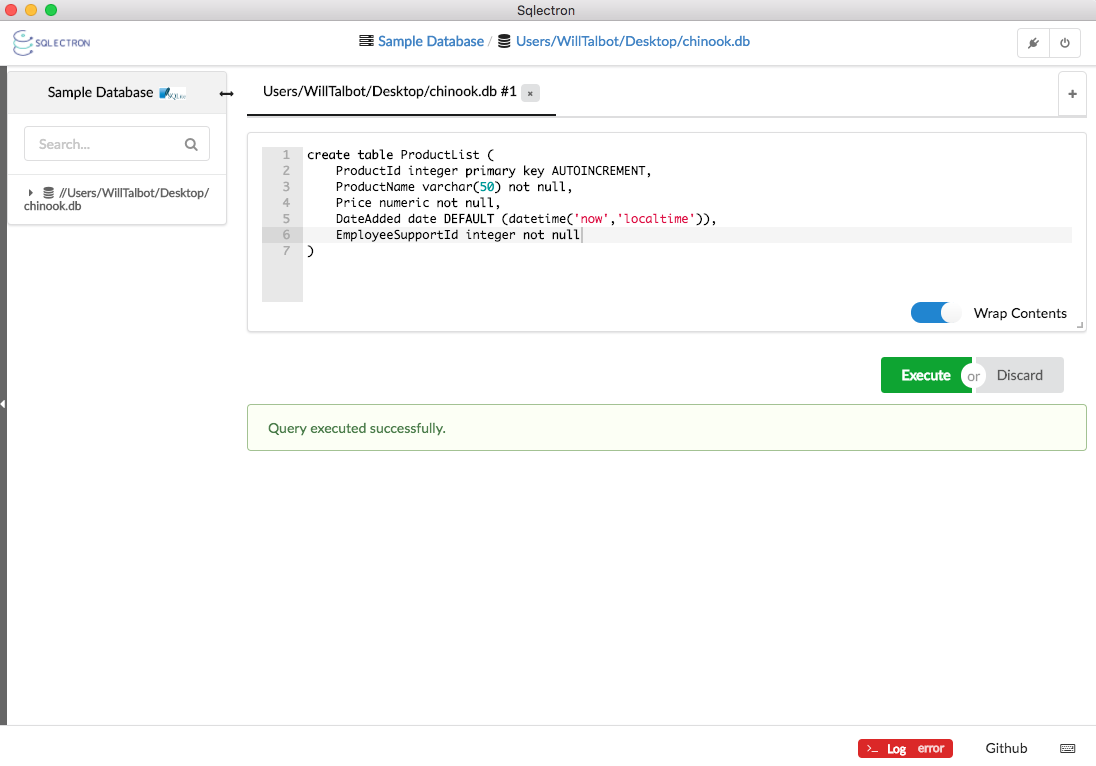 Sqlectron
SQLECTRON
Sample Database / Users/WillTalbot/Desktop/chinook.db
Sample Database SQLite
Users/WillTalbot/Desktop/chinook.db #1 ×
+
Search...
//Users/WillTalbot/Desktop/
chinook.db
1 create table ProductList (
2 ProductId integer primary key AUTOINCREMENT,
3 ProductName varchar(50) not null,
4 Price numeric not null,
5 DateAdded date DEFAULT (datetime('now','localtime')),
6 EmployeeSupportId integer not null
7 )
Wrap Contents
Execute or Discard
Query executed successfully.
>_ Log error Github